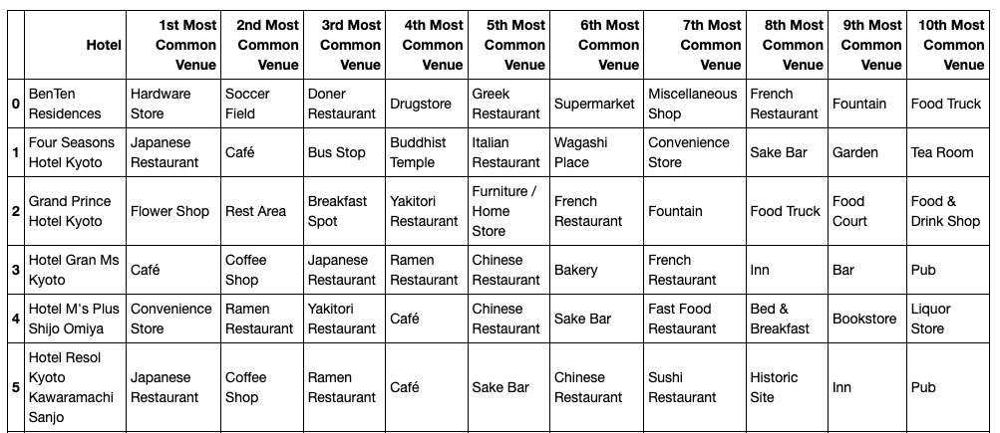 Hotel 1st Most Common Venue 2nd Most Common Venue 3rd Most Common Venue 4th Most Common Venue 5th Most Common Venue 6th Most Common Venue 7th Most Common Venue 8th Most Common Venue 9th Most Common Venue 10th Most Common Venue
0 BenTen Residences Hardware Store Soccer Field Doner Restaurant Drugstore Greek Restaurant Supermarket Miscellaneous Shop French Restaurant Fountain Food Truck
1 Four Seasons Hotel Kyoto Japanese Restaurant Café Bus Stop Buddhist Temple Italian Restaurant Wagashi Place Convenience Store Sake Bar Garden Tea Room
2 Grand Prince Hotel Kyoto Flower Shop Rest Area Breakfast Spot Yakitori Restaurant Furniture / Home Store French Restaurant Fountain Food Truck Food Court Food & Drink Shop
3 Hotel Gran Ms Kyoto Café Coffee Shop Japanese Restaurant Ramen Restaurant Chinese Restaurant Bakery French Restaurant Inn Bar Pub
4 Hotel M's Plus Shijo Omiya Convenience Store Ramen Restaurant Yakitori Restaurant Café Chinese Restaurant Sake Bar Fast Food Restaurant Bed & Breakfast Bookstore Liquor Store
5 Hotel Resol Kyoto Kawaramachi Sanjo Japanese Restaurant Coffee Shop Ramen Restaurant Café Sake Bar Chinese Restaurant Sushi Restaurant Historic Site Inn Pub